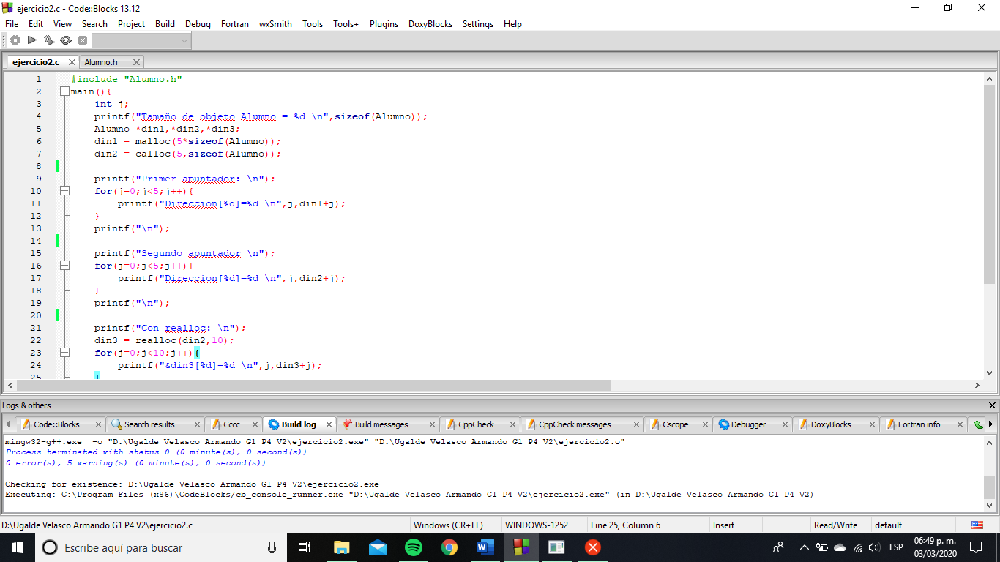 ejercicio2.c - Code::Blocks 13.12
File Edit View Search Project Build Debug Fortran wxSmith Tools Tools+ Plugins DoxyBlocks Settings Help
ejercicio2.c Alumno.h
1 #include "Alumno.h"
2 main(){
3 int j;
4 printf("Tamaño de objeto Alumno = %d \n",sizeof(Alumno));
5 Alumno *din1,*din2,*din3;
6 din1 = malloc(5*sizeof(Alumno));
7 din2 = calloc(5,sizeof(Alumno));
8
9 printf("Primer apuntador: \n");
10 for(j=0;j<5;j++){
11 printf("Direccion[%d]=%d \n",j,din1+j);
12 }
13 printf("\n");
14
15 printf("Segundo apuntador \n");
16 for(j=0;j<5;j++){
17 printf("Direccion[%d]=%d \n",j,din2+j);
18 }
19 printf("\n");
20
21 printf("Con realloc: \n");
22 din3 = realloc(din2,10);
23 for(j=0;j<10;j++){
24 printf("&din3[%d]=%d \n",j,din3+j);
25 }
Logs & others
Code::Blocks Search results Cccc Build log Build messages CppCheck CppCheck messages Cscope Debugger DoxyBlocks Fortran info
mingw32-g++.exe -o "D:\Ugalde Velasco Armando G1 P4 V2\ejercicio2.exe" "D:\Ugalde Velasco Armando G1 P4 V2\ejercicio2.o"
Process terminated with status 0 (0 minute(s), 0 second(s))
0 error(s), 5 warning(s) (0 minute(s), 0 second(s))
Checking for existence: D:\Ugalde Velasco Armando G1 P4 V2\ejercicio2.exe
Executing: C:\Program Files (x86)\CodeBlocks/cb_console_runner.exe "D:\Ugalde Velasco Armando G1 P4 V2\ejercicio2.exe" (in D:\Ugalde Velasco Armando G1 P4 V2)
D:\Ugalde Velasco Armando G1 P4 V2\ejercicio2.c Windows (CR+LF) WINDOWS-1252 Line 25, Column 6 Insert Read/Write default
Escribe aquí para buscar ESP 06:49 p. m.
03/03/2020